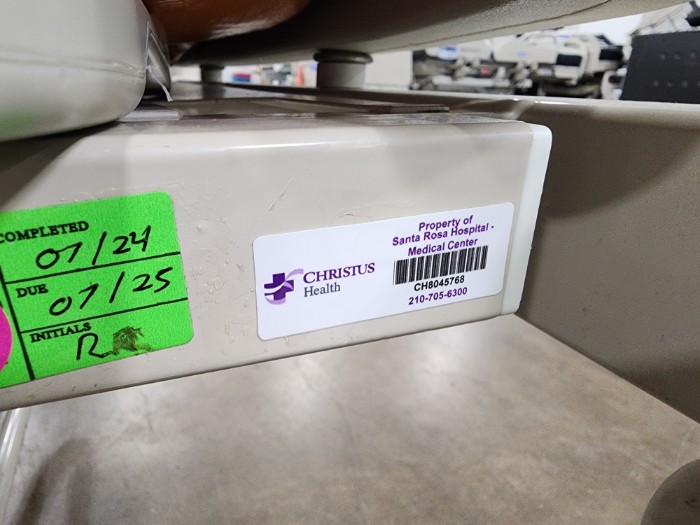 COMPLETED
07/24
DUE
07/25
INITIALS
CHRISTUS
Health
Property of
Santa Rosa Hospital -
Medical Center
CH8045768
210-705-6300